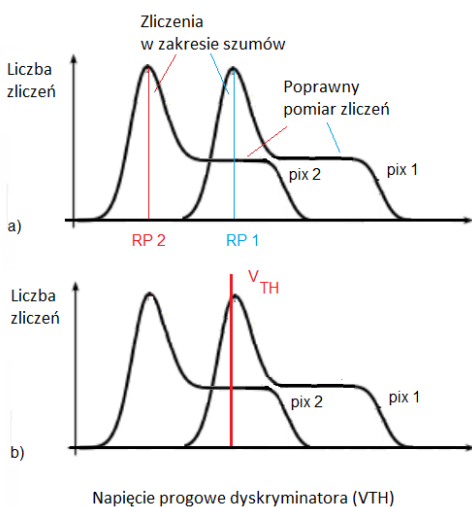 Zliczenia
w zakresie szumów
Liczba
zliczeń
Poprawny
pomiar zliczeń
pix 2
pix 1
a)
RP 2
RP 1
V
TH
Liczba
zliczeń
pix 2
pix 1
b)
Napięcie progowe dyskryminatora (VTH)